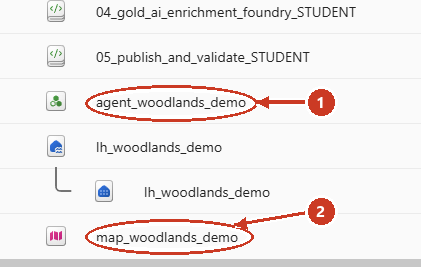 04_gold_ai_enrichment_foundry_STUDENT
05_publish_and_validate_STUDENT
agent_woodlands_demo 1
lh_woodlands_demo
lh_woodlands_demo
2
map_woodlands_demo